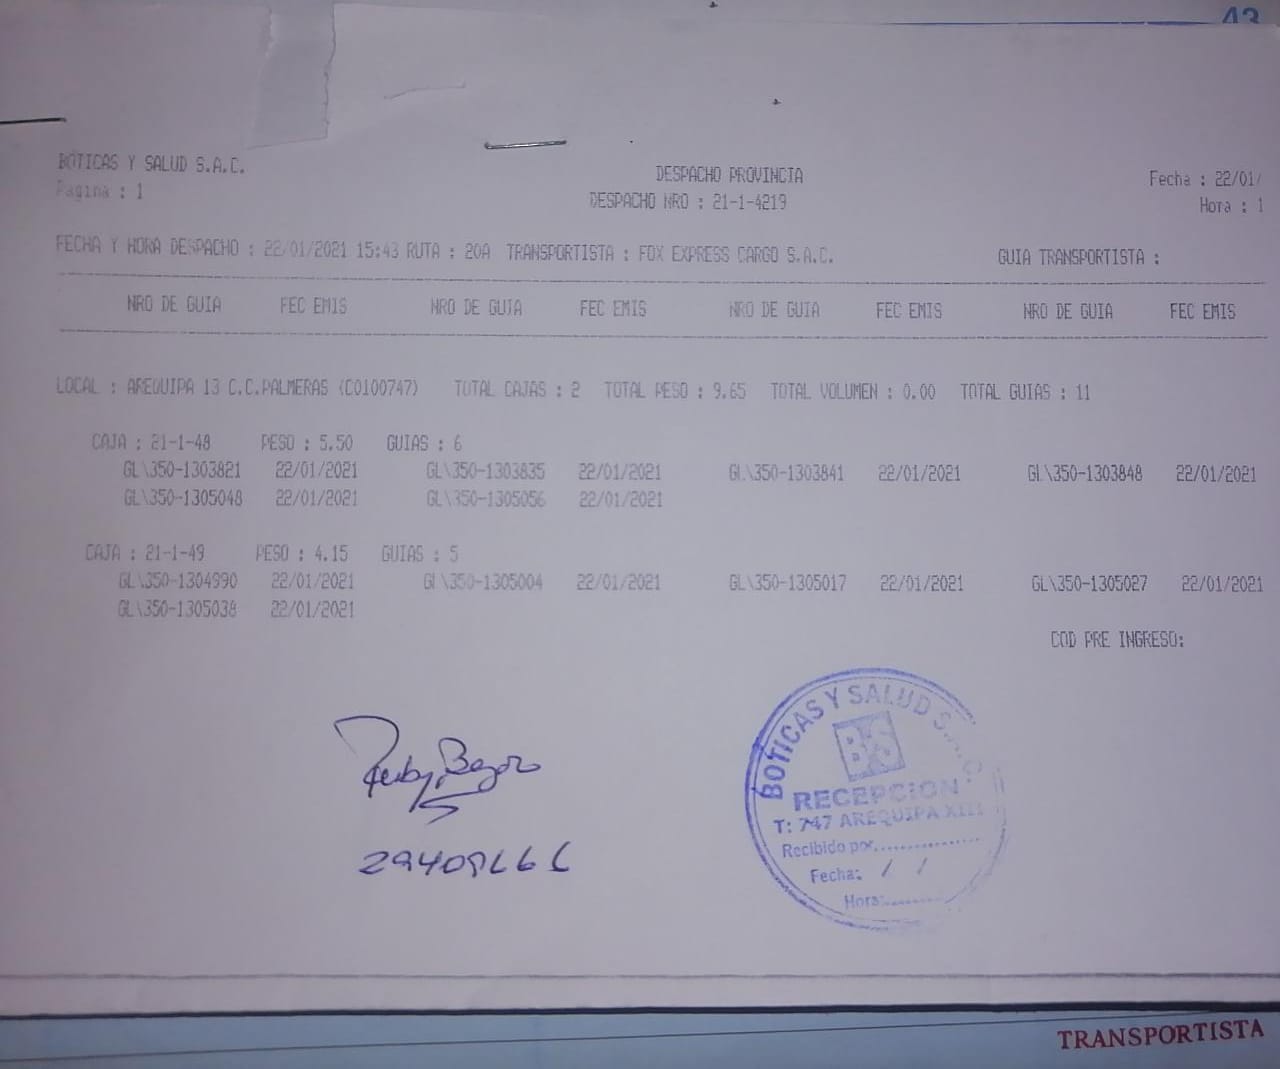 43
BOTICAS Y SALUD S.A.C.
Pagina : 1
DESPACHO PROVINCIA
DESPACHO NRO : 21-1-4219
Fecha : 22/01/
Hora : 1
FECHA Y HORA DESPACHO : 22/01/2021 15:43 RUTA : 20A TRANSPORTISTA : FOX EXPRESS CARGO S.A.C. GUIA TRANSPORTISTA :
NRO DE GUIA FEC EMIS NRO DE GUIA FEC EMIS NRO DE GUIA FEC EMIS NRO DE GUIA FEC EMIS
LOCAL : AREQUIPA 13 C.C.PALMERAS (C0100747) TOTAL CAJAS : 2 TOTAL PESO : 9.65 TOTAL VOLUMEN : 0.00 TOTAL GUIAS : 11
CAJA : 21-1-48 PESO : 5.50 GUIAS : 6
GL\350-1303821 22/01/2021 GL\350-1303835 22/01/2021 GL\350-1303841 22/01/2021 GL\350-1303848 22/01/2021
GL\350-1305048 22/01/2021 GL\350-1305056 22/01/2021
CAJA : 21-1-49 PESO : 4.15 GUIAS : 5
GL\350-1304990 22/01/2021 GL\350-1305004 22/01/2021 GL\350-1305017 22/01/2021 GL\350-1305027 22/01/2021
GL\350-1305038 22/01/2021
COD PRE INGRESO:
BOTICAS Y SALUD S.A.C.
BS
RECEPCION
T: 747 AREQUIPA XIII
Recibido por..............
Fecha: / /
Hora:.........
TRANSPORTISTA